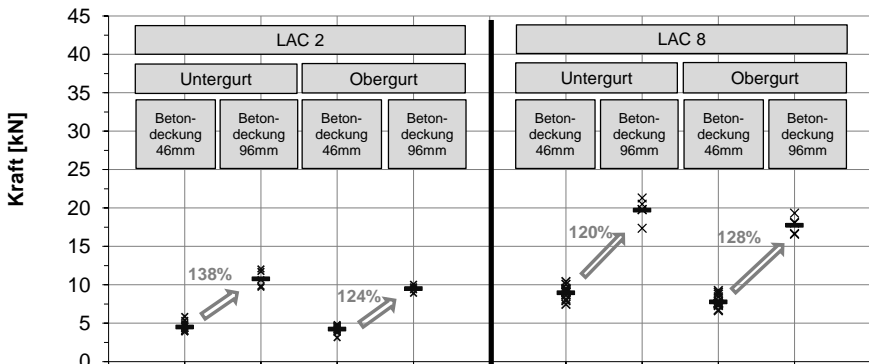 45
40
35
30
25
20
15
10
5
0
Kraft [kN]
LAC 2
LAC 8
Untergurt
Obergurt
Untergurt
Obergurt
Beton-
deckung
46mm
Beton-
deckung
96mm
Beton-
deckung
46mm
Beton-
deckung
96mm
Beton-
deckung
46mm
Beton-
deckung
96mm
Beton-
deckung
46mm
Beton-
deckung
96mm
138%
124%
120%
128%